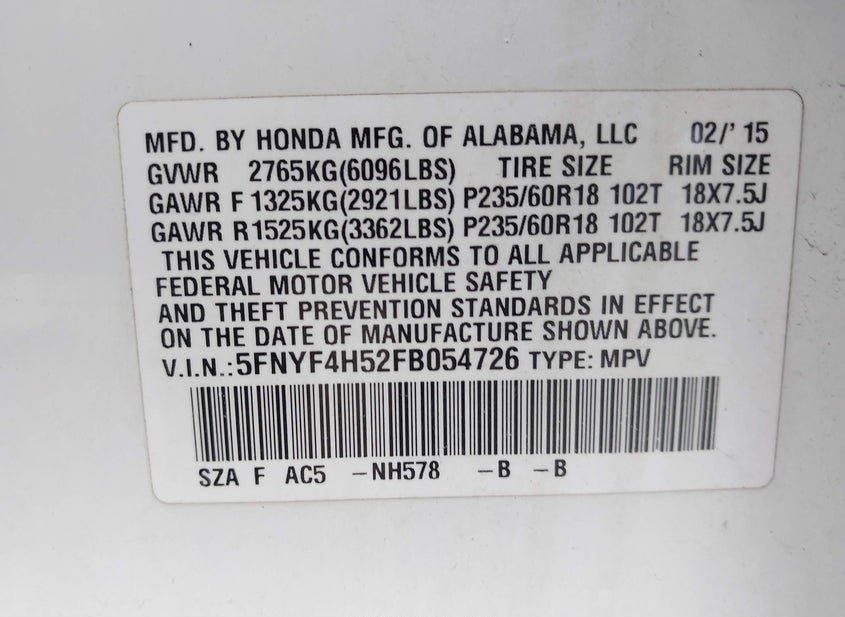 MFD. BY HONDA MFG. OF ALABAMA, LLC 02/' 15
GVWR 2765KG(6096LBS) TIRE SIZE RIM SIZE
GAWR F 1325KG(2921LBS) P235/60R18 102T 18X7.5J
GAWR R1525KG(3362LBS) P235/60R18 102T 18X7.5J
THIS VEHICLE CONFORMS TO ALL APPLICABLE
FEDERAL MOTOR VEHICLE SAFETY
AND THEFT PREVENTION STANDARDS IN EFFECT
ON THE DATE OF MANUFACTURE SHOWN ABOVE.
V.I.N.:5FNYF4H52FB054726 TYPE: MPV
SZA F AC5 –NH578 –B –B